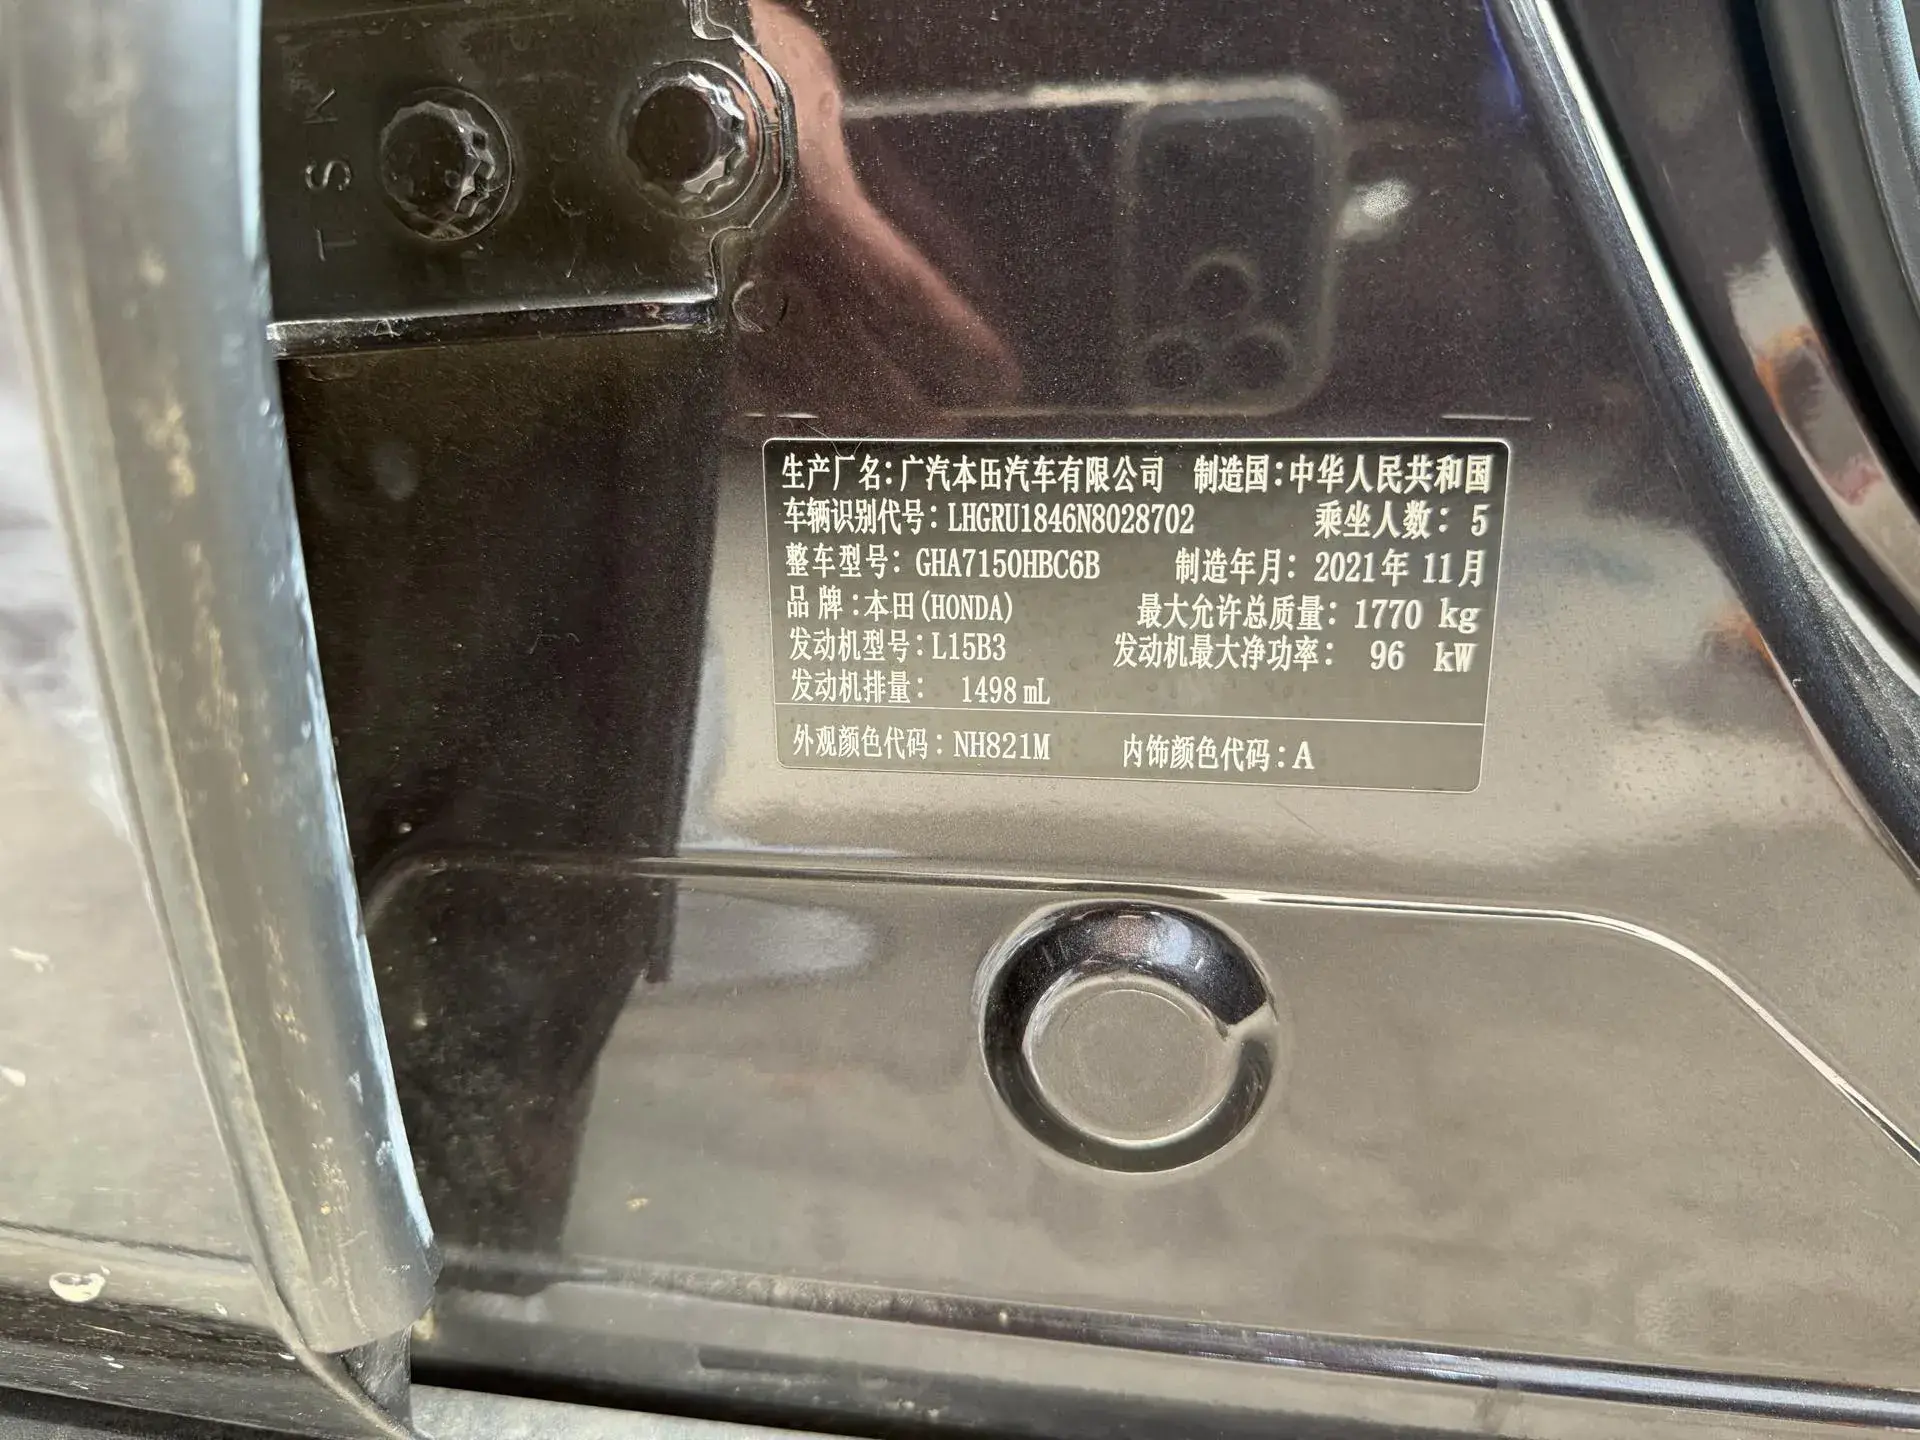 TSK
生产厂名：广汽本田汽车有限公司 制造国：中华人民共和国
车辆识别代号：LHGRU1846N8028702 乘坐人数：5
整车型号：GHA7150HBC6B 制造年月：2021年 11月
品 牌：本田(HONDA) 最大允许总质量：1770 kg
发动机型号：L15B3 发动机最大净功率：96 kW
发动机排量：1498 mL
外观颜色代码：NH821M 内饰颜色代码：A